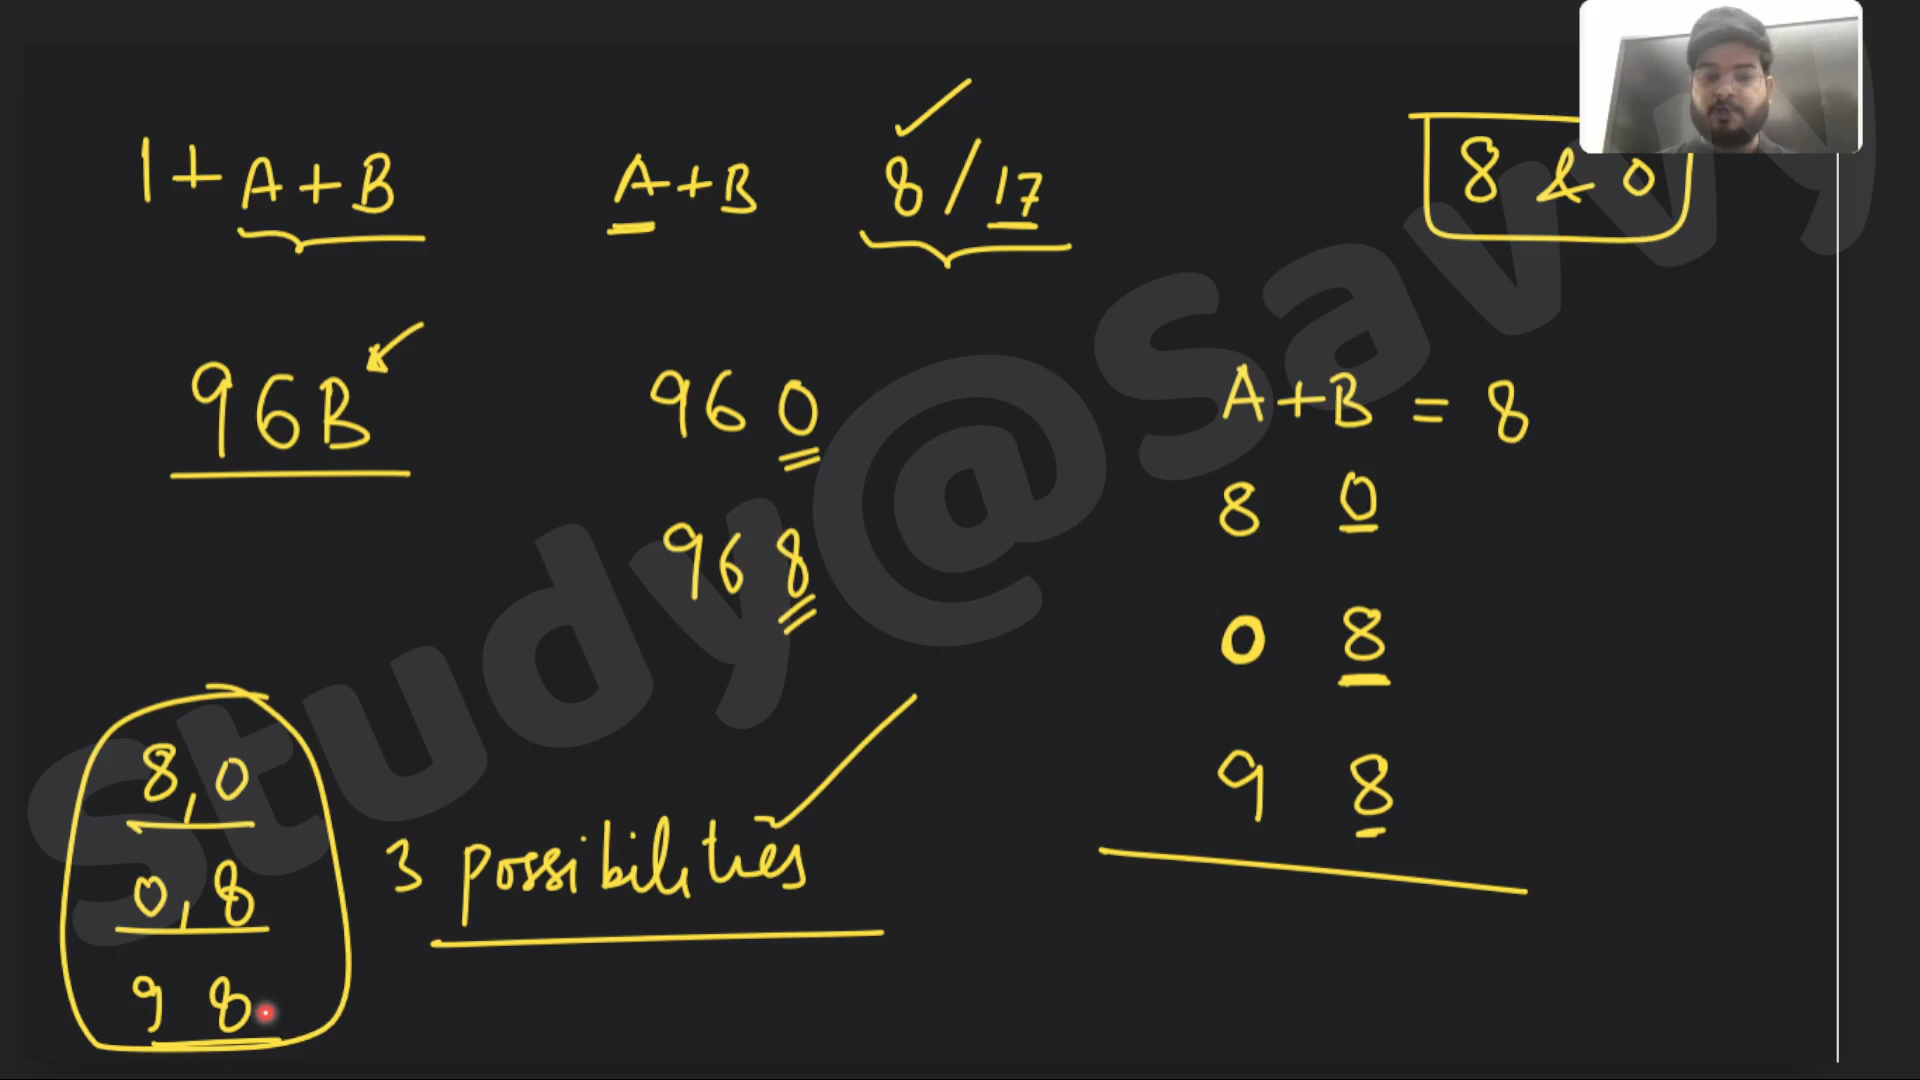 1+A+B A+B 8/17 8 & 0
96B 960 A+B = 8
8 0
968 0 8
9 8
8,0
3 possibilities
0,8
9 8
Study@Savvy